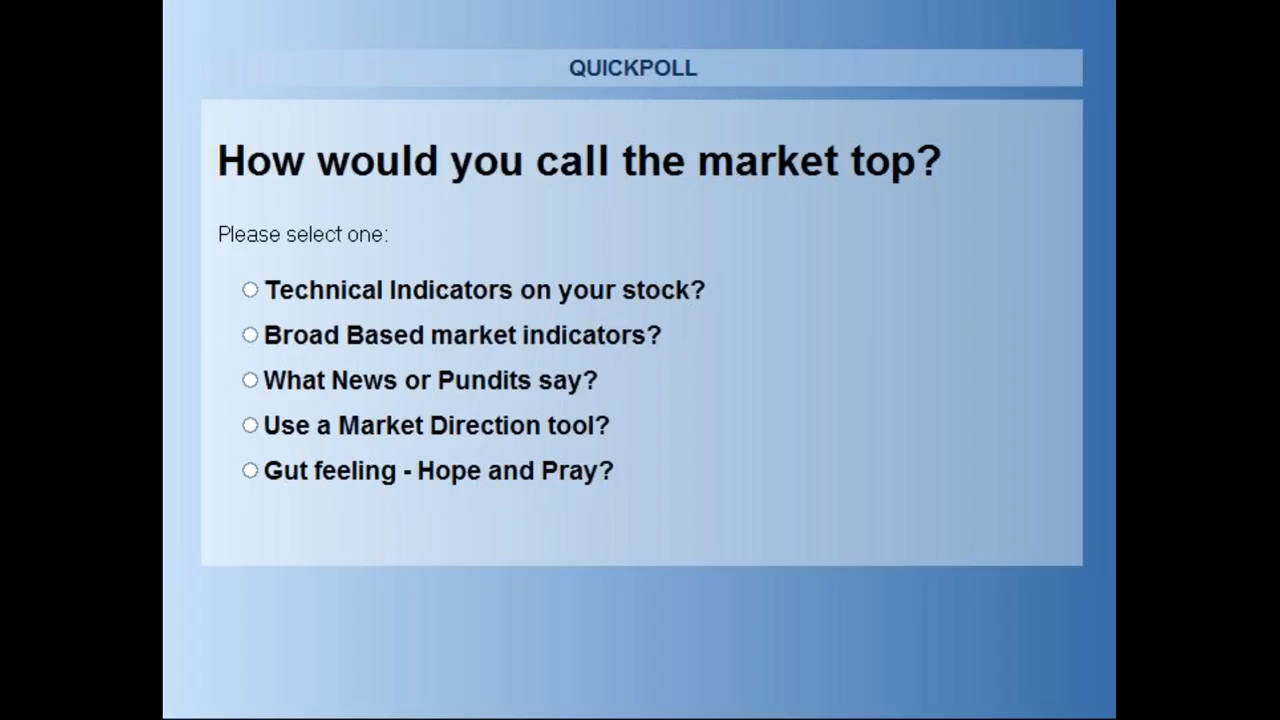 QUICKPOLL
How would you call the market top?
Please select one:
Technical Indicators on your stock?
Broad Based market indicators?
What News or Pundits say?
Use a Market Direction tool?
Gut feeling - Hope and Pray?